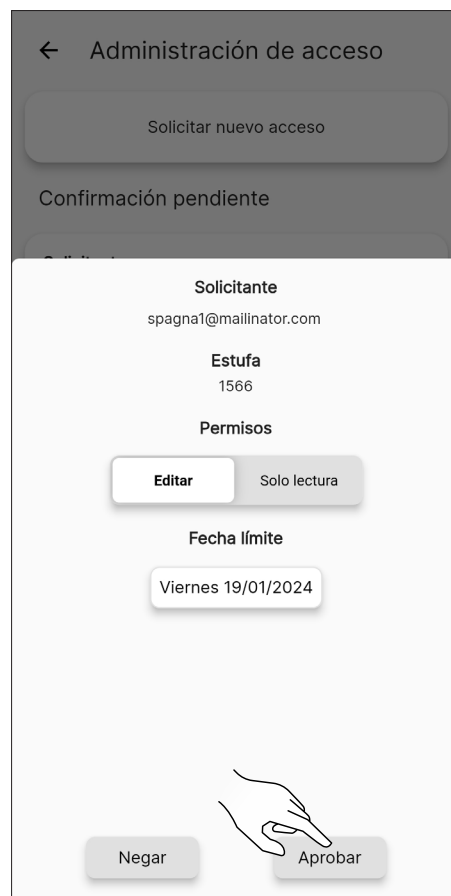 Administración de acceso
Solicitar nuevo acceso
Confirmación pendiente
Solicitante
spagna1@mailinator.com
Estufa
1566
Permisos
Editar
Solo lectura
Fecha límite
Viernes 19/01/2024
Negar
Aprobar